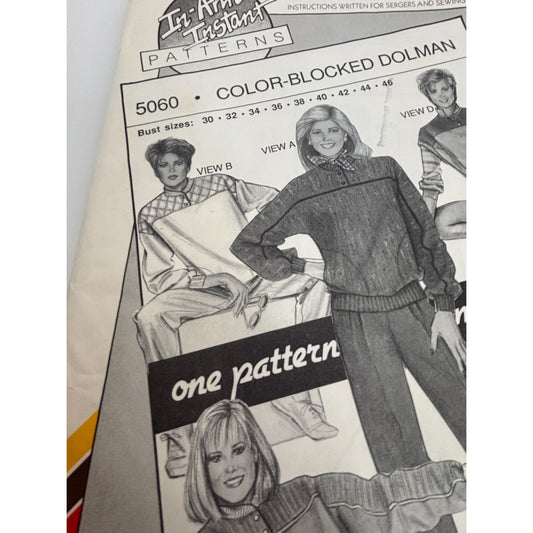 In-An-Instant
PATTERNS
INSTRUCTIONS WRITTEN FOR SERGERS AND SEWING
5060 • COLOR-BLOCKED DOLMAN
Bust sizes: 30 • 32 • 34 • 36 • 38 • 40 • 42 • 44 • 46
VIEW B
VIEW A
VIEW D
one pattern